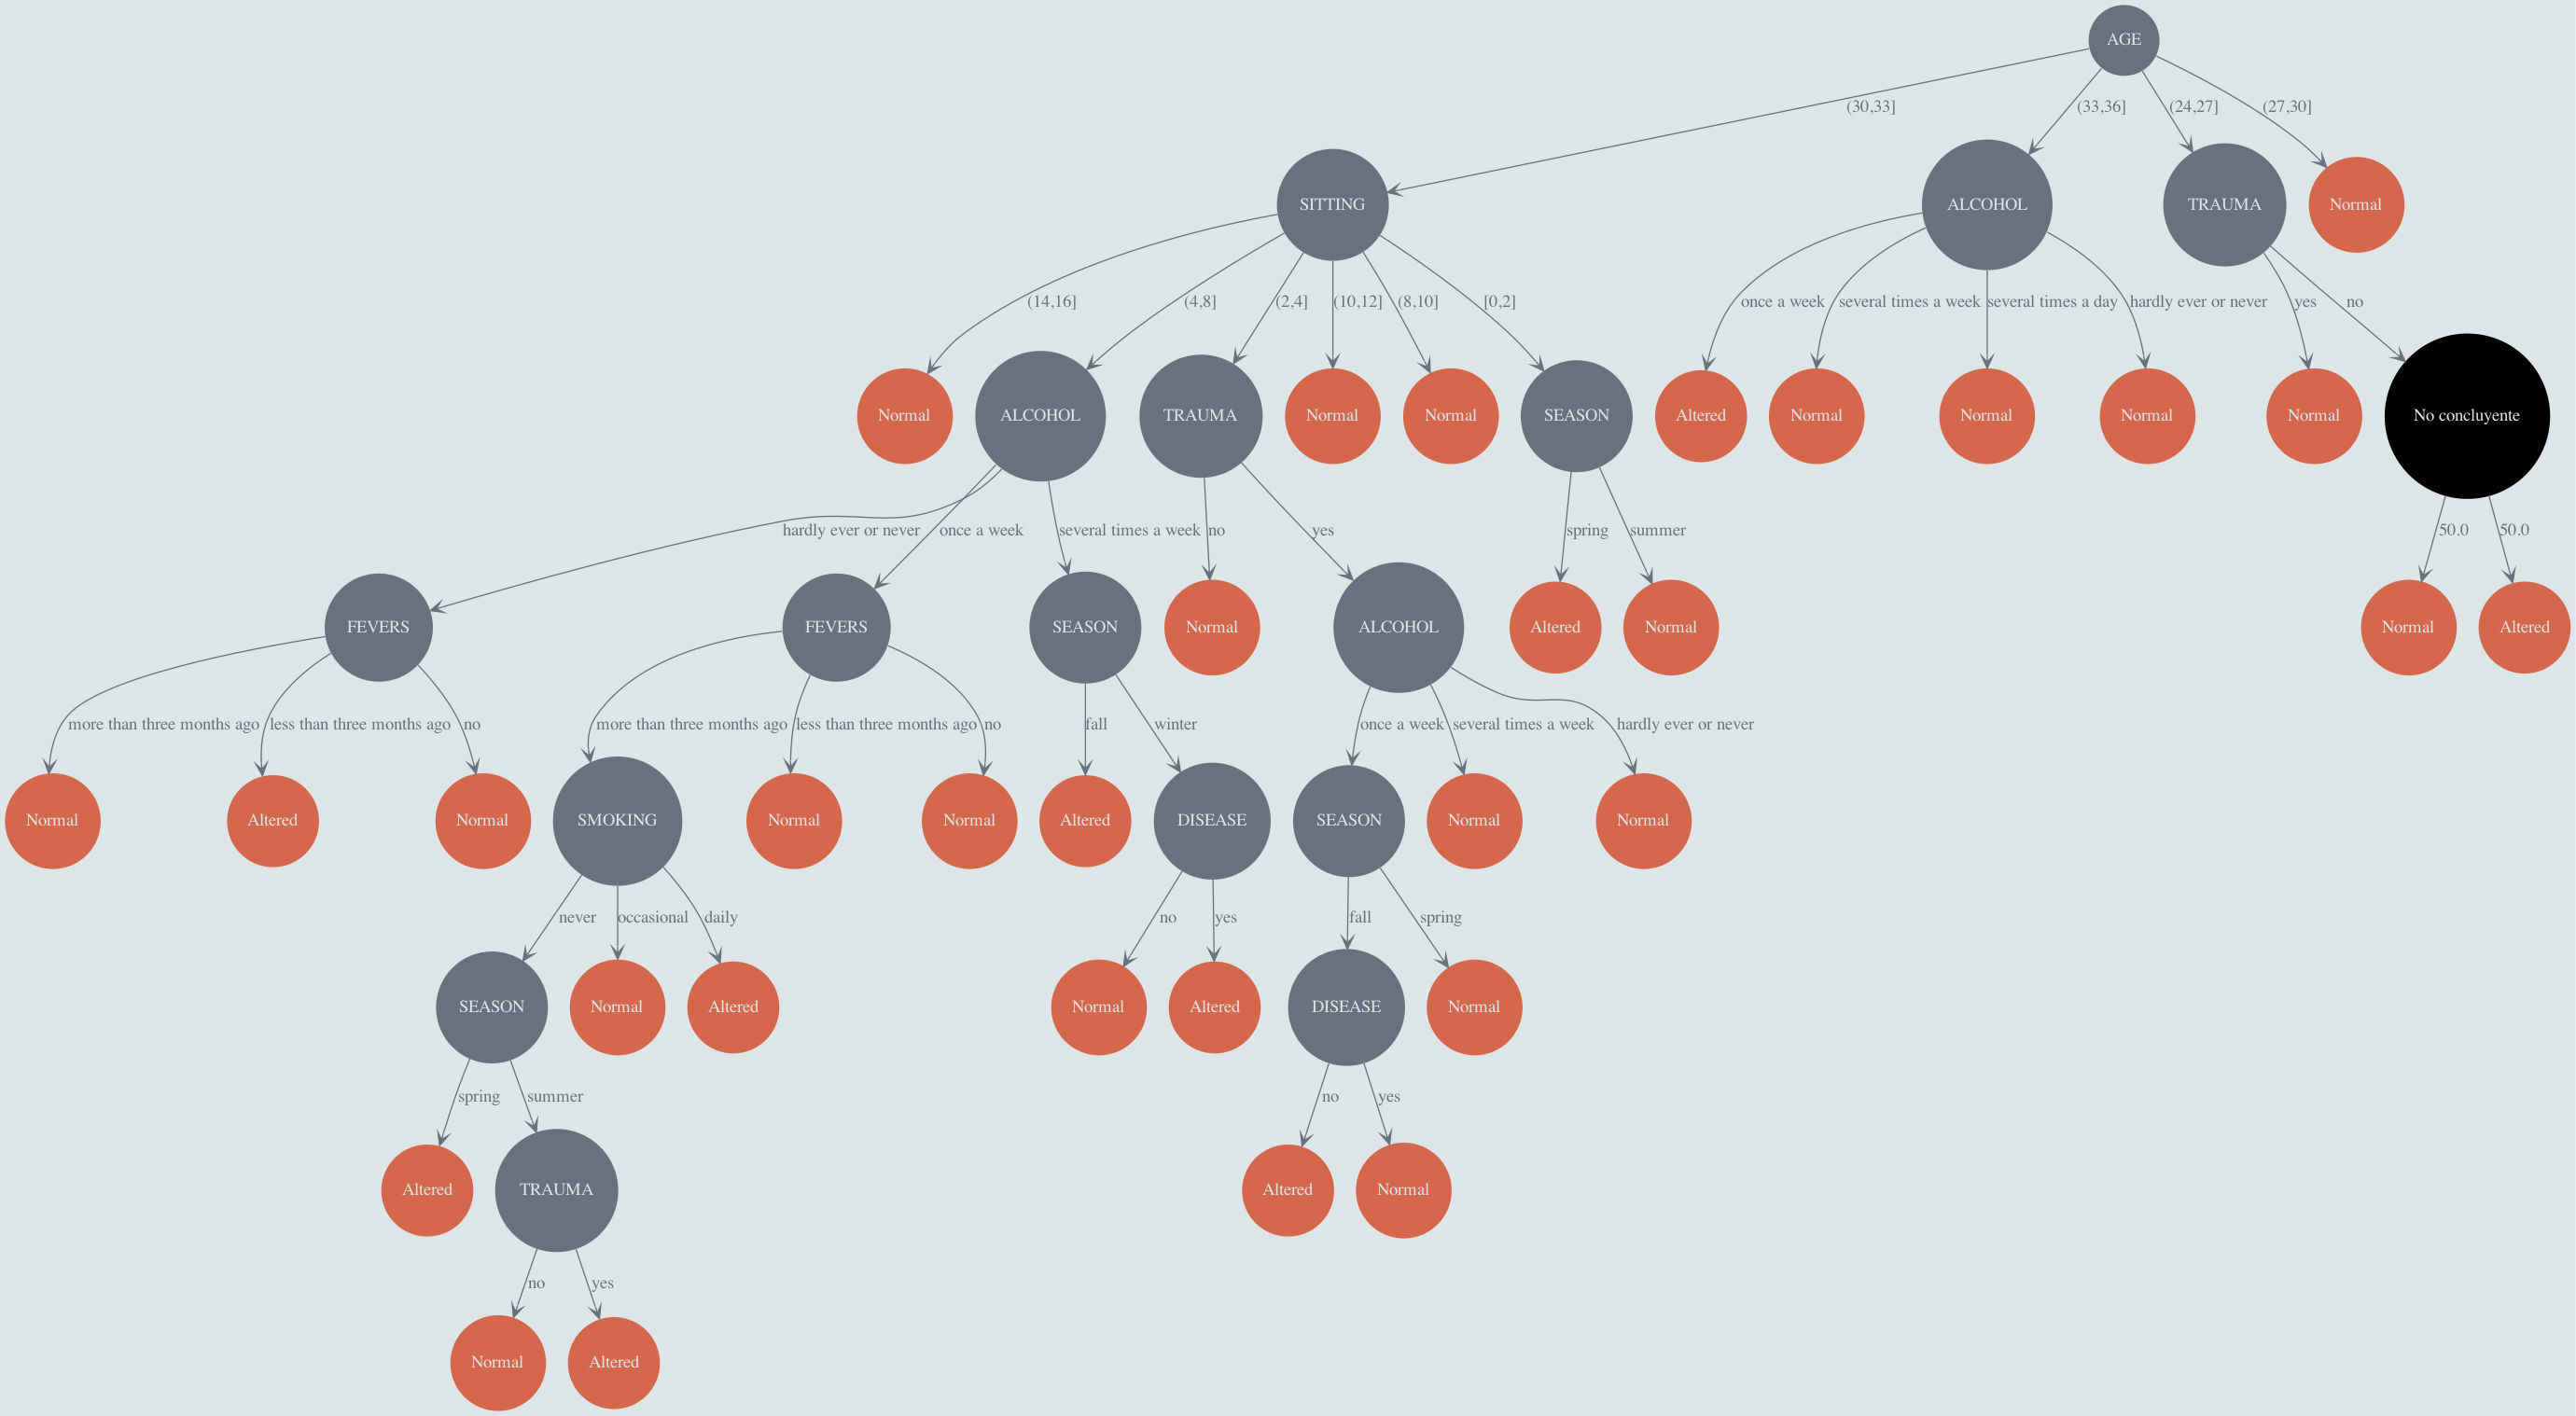 AGE
(30,33]
(33,36]
(24,27]
(27,30]
SITTING
ALCOHOL
TRAUMA
Normal
(14,16]
(4,8]
(2,4]
(10,12]
(8,10]
[0,2]
once a week
several times a week
several times a day
hardly ever or never
yes
no
Normal
ALCOHOL
TRAUMA
Normal
Normal
SEASON
Altered
Normal
Normal
Normal
Normal
No concluyente
hardly ever or never
once a week
several times a week
no
yes
spring
summer
50.0
50.0
FEVERS
FEVERS
SEASON
Normal
ALCOHOL
Altered
Normal
Normal
Altered
more than three months ago
less than three months ago
no
more than three months ago
less than three months ago
no
fall
winter
once a week
several times a week
hardly ever or never
Normal
Altered
Normal
SMOKING
Normal
Normal
Altered
DISEASE
SEASON
Normal
Normal
never
occasional
daily
no
yes
fall
spring
SEASON
Normal
Altered
Normal
Altered
DISEASE
Normal
spring
summer
no
yes
Altered
TRAUMA
Altered
Normal
no
yes
Normal
Altered